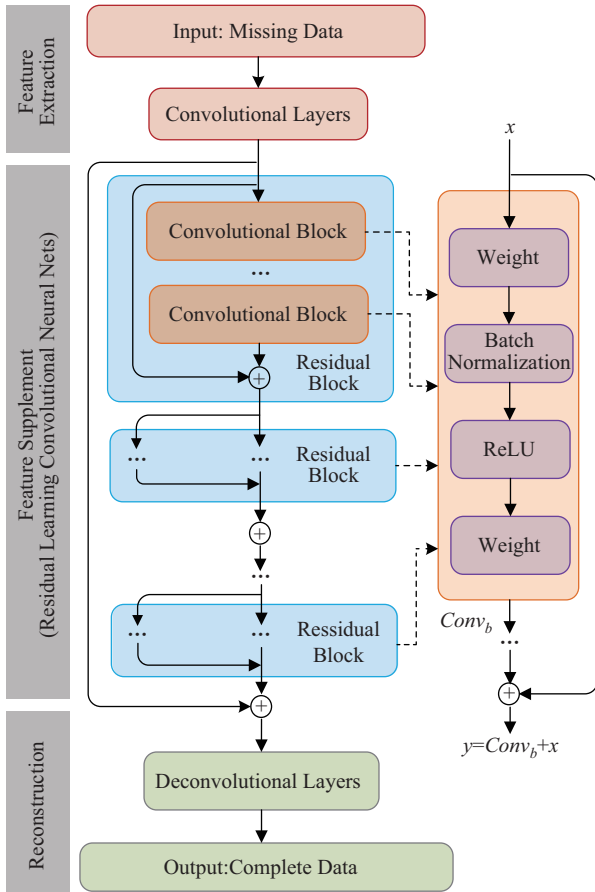 Feature
Extraction
Input: Missing Data
Convolutional Layers
Feature Supplement
(Residual Learning Convolutional Neural Nets)
Convolutional Block
...
Convolutional Block
+
Residual
Block
...
...
Residual
Block
+
...
...
...
Ressidual
Block
+
x
Weight
Batch
Normalization
ReLU
Weight
Conv_b
...
+
y=Conv_b+x
Reconstruction
Deconvolutional Layers
Output:Complete Data